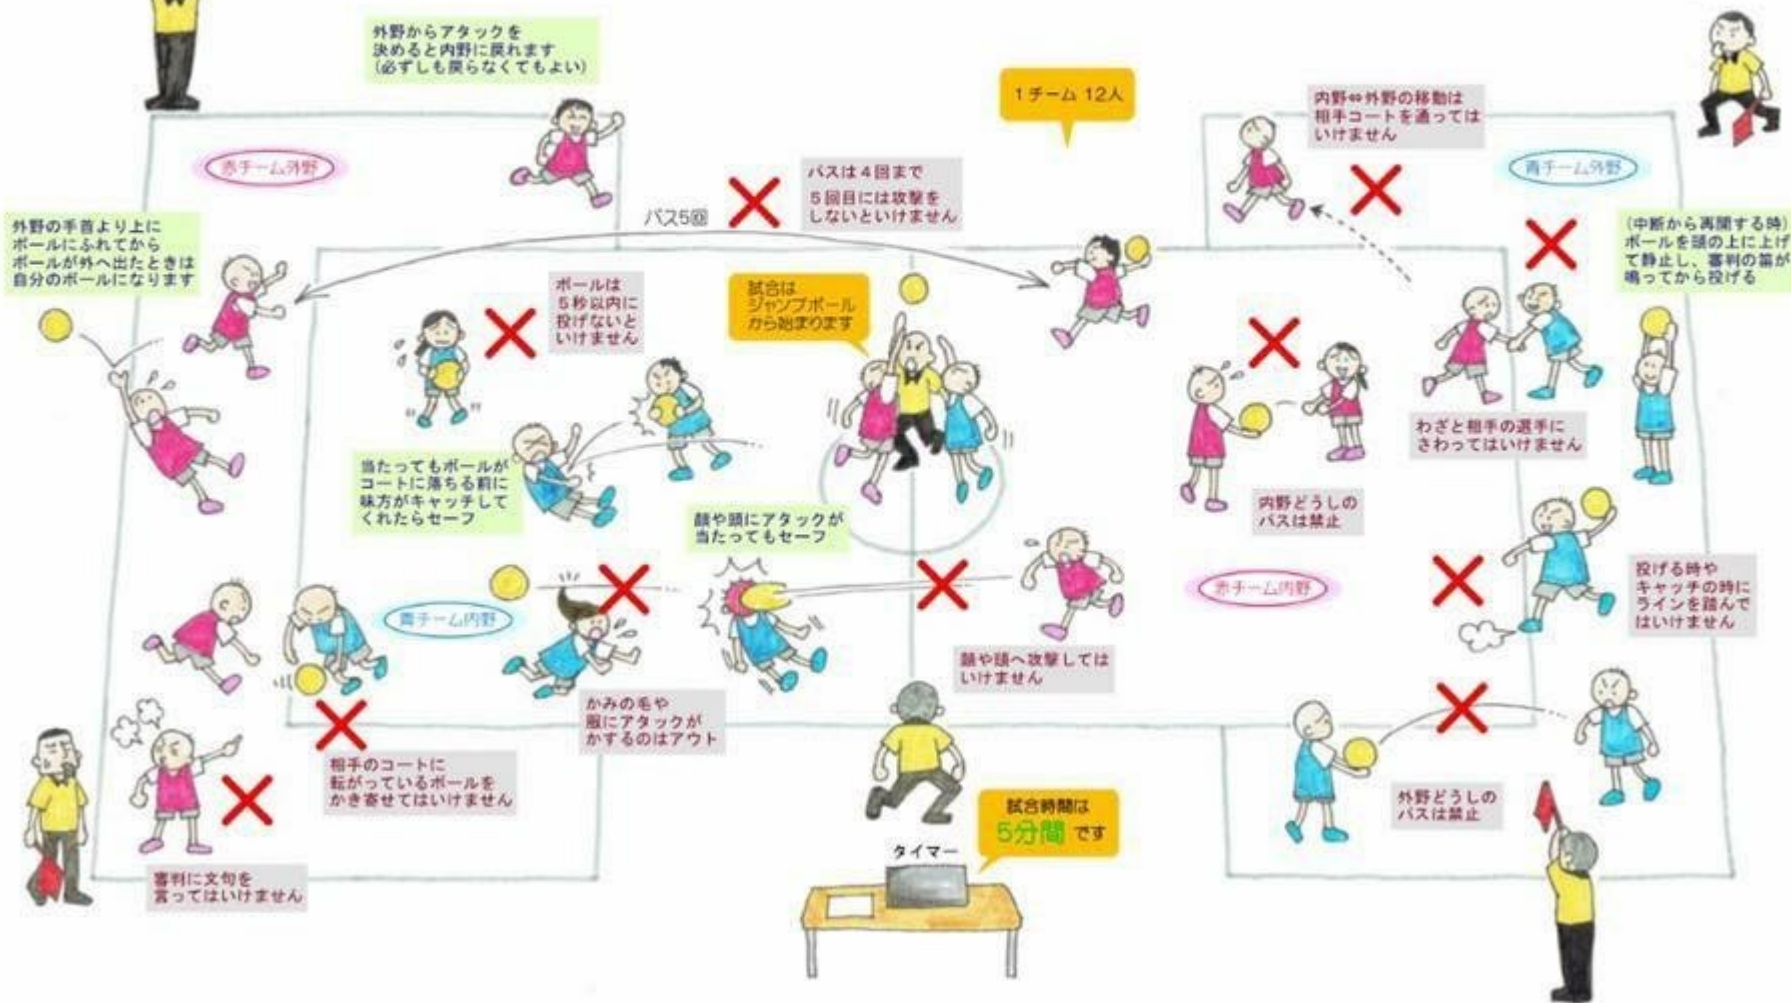 外野からアタックを
決めると内野に戻れます
(必ずしも戻らなくてもよい)
1チーム 12人
内野⇔外野の移動は
相手コートを通っては
いけません
赤チーム外野
パスは4回まで
5回目には攻撃を
しないといけません
青チーム外野
パス5回
外野の手首より上に
ボールにふれてから
ボールが外へ出たときは
自分のボールになります
(中断から再開する時)
ボールを頭の上に上げ
て静止し、審判の笛が
鳴ってから投げる
ボールは
5秒以内に
投げないと
いけません
試合は
ジャンプボール
から始まります
わざと相手の選手に
さわってはいけません
当たってもボールが
コートに落ちる前に
味方がキャッチして
くれたらセーフ
顔や頭にアタックが
当たってもセーフ
内野どうしの
パスは禁止
青チーム内野
赤チーム内野
投げる時や
キャッチの時に
ラインを踏んで
はいけません
顔や頭へ攻撃しては
いけません
かみの毛や
服にアタックが
かするのはアウト
相手のコートに
転がっているボールを
かき寄せてはいけません
外野どうしの
パスは禁止
試合時間は
5分間 です
タイマー
審判に文句を
言ってはいけません